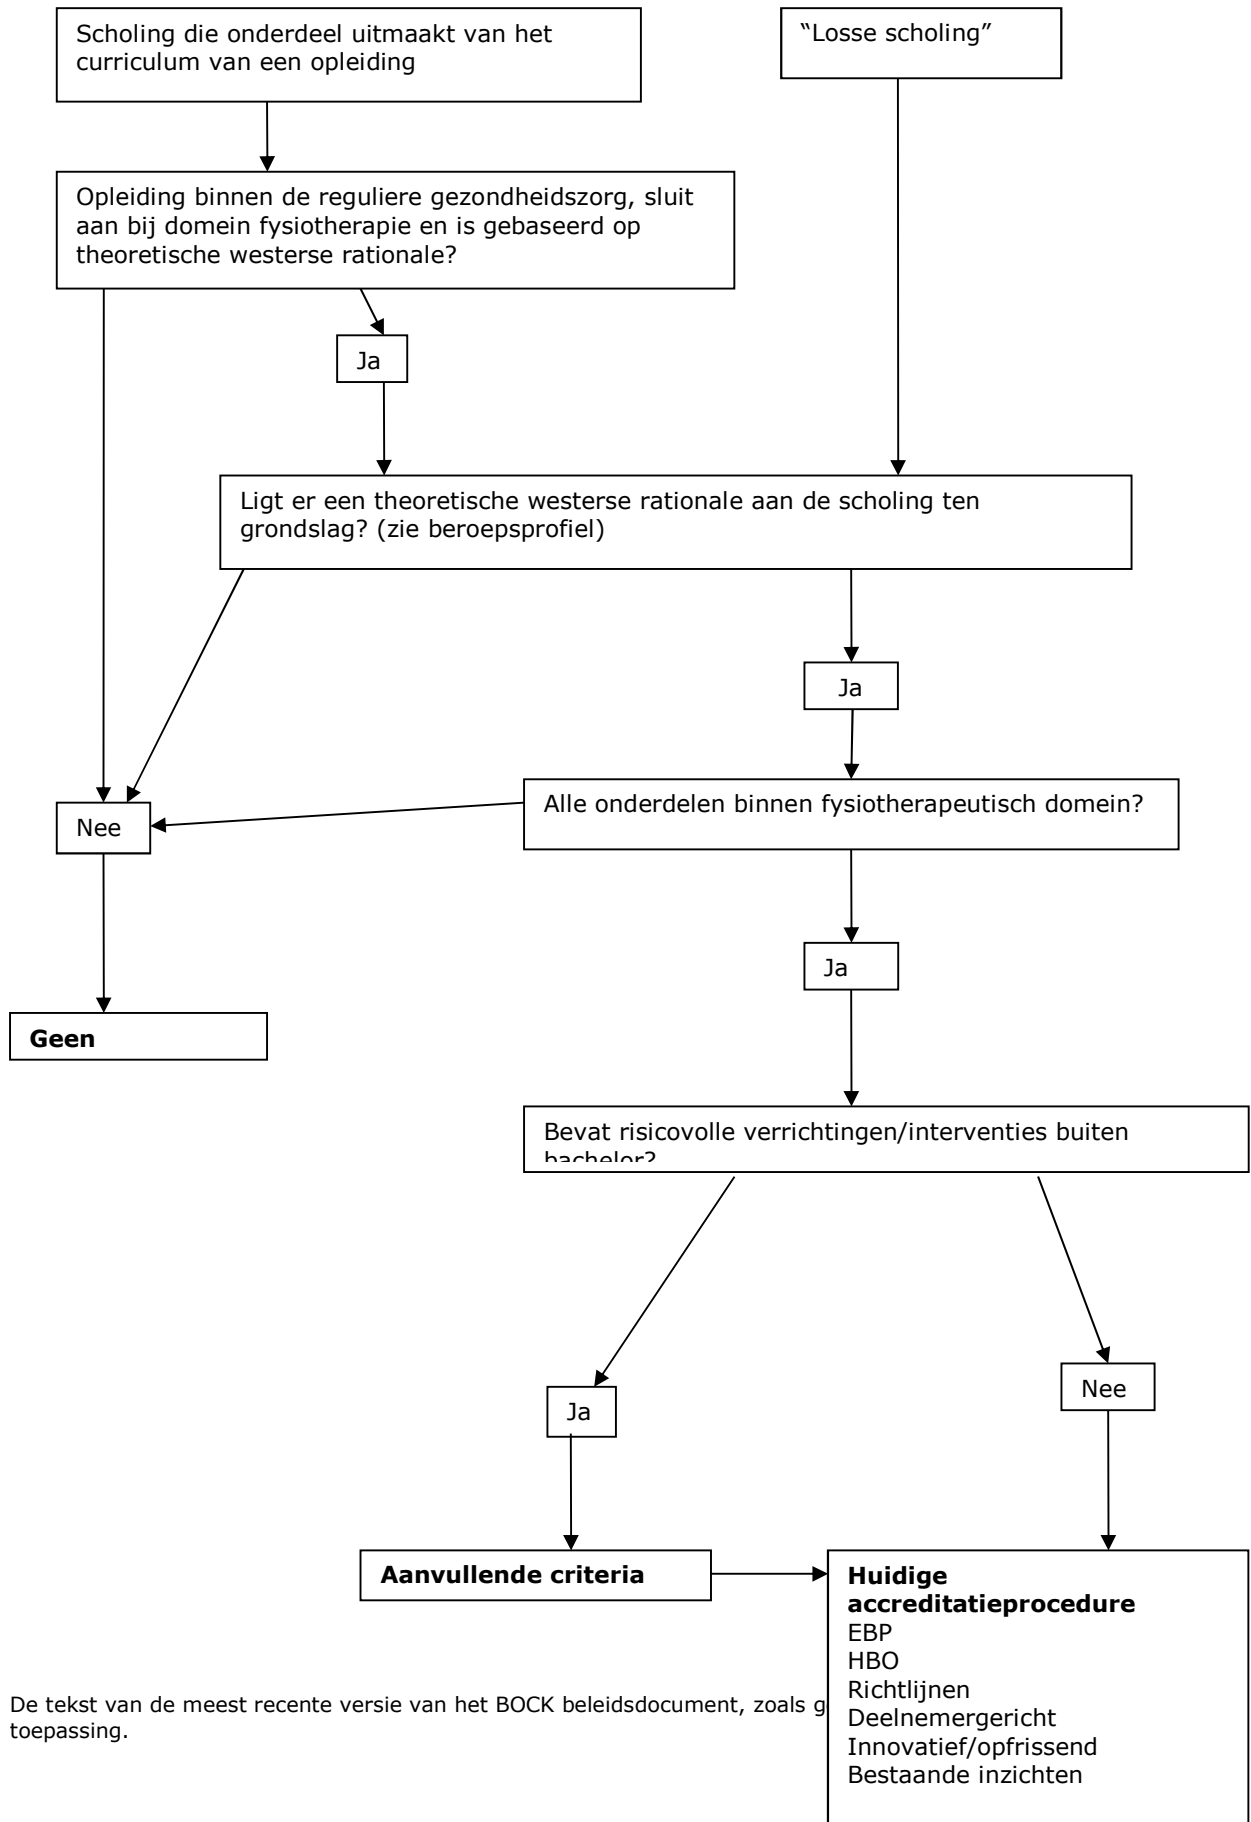 Scholing die onderdeel uitmaakt van het
curriculum van een opleiding
“Losse scholing”
Opleiding binnen de reguliere gezondheidszorg, sluit
aan bij domein fysiotherapie en is gebaseerd op
theoretische westerse rationale?
Ja
Ligt er een theoretische westerse rationale aan de scholing ten
grondslag? (zie beroepsprofiel)
Ja
Alle onderdelen binnen fysiotherapeutisch domein?
Nee
Ja
Geen
Bevat risicovolle verrichtingen/interventies buiten
bachelor?
Ja
Nee
Aanvullende criteria
Huidige
accreditatieprocedure
EBP
HBO
Richtlijnen
Deelnemergericht
Innovatief/opfrissend
Bestaande inzichten
De tekst van de meest recente versie van het BOCK beleidsdocument, zoals
toepassing.